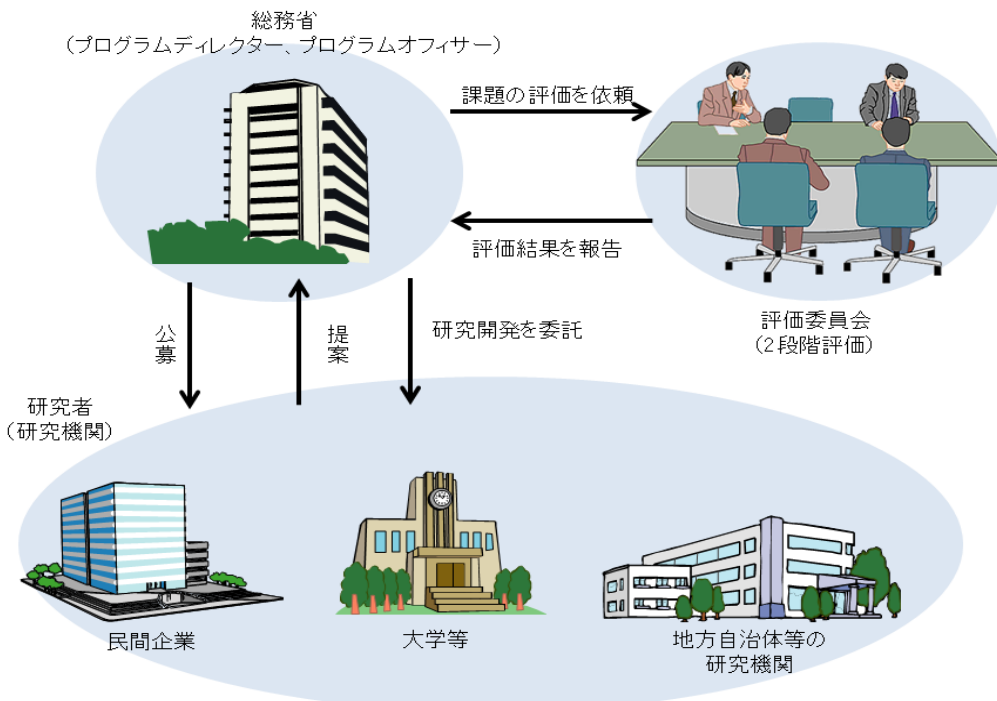 総務省
（プログラムディレクター、プログラムオフィサー）
課題の評価を依頼
評価結果を報告
評価委員会
（２段階評価）
公募
提案
研究開発を委託
研究者
（研究機関）
民間企業
大学等
地方自治体等の
研究機関